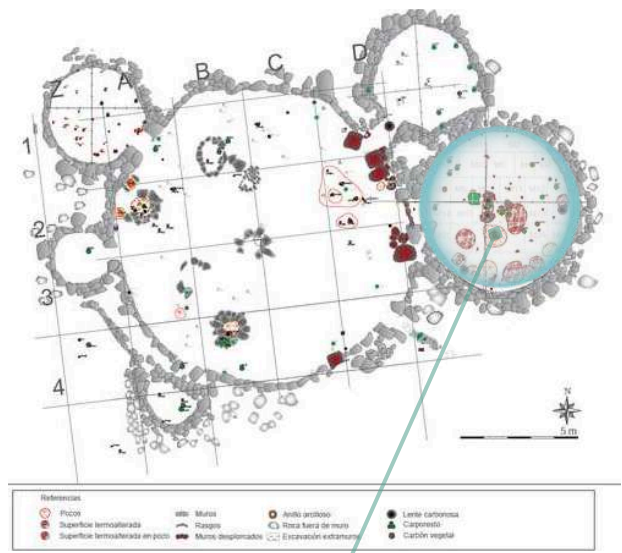 Z A B C D
1
2
3
4
N
5 m
Referencias
Pozos
Muros
Anillo arcilloso
Lente carbonosa
Superficie termoalterada
Rasgos
Roca fuera de muro
Carporesto
Superficie termoalterada en pozo
Muros desplomados
Excavación extramuros
Carbón vegetal